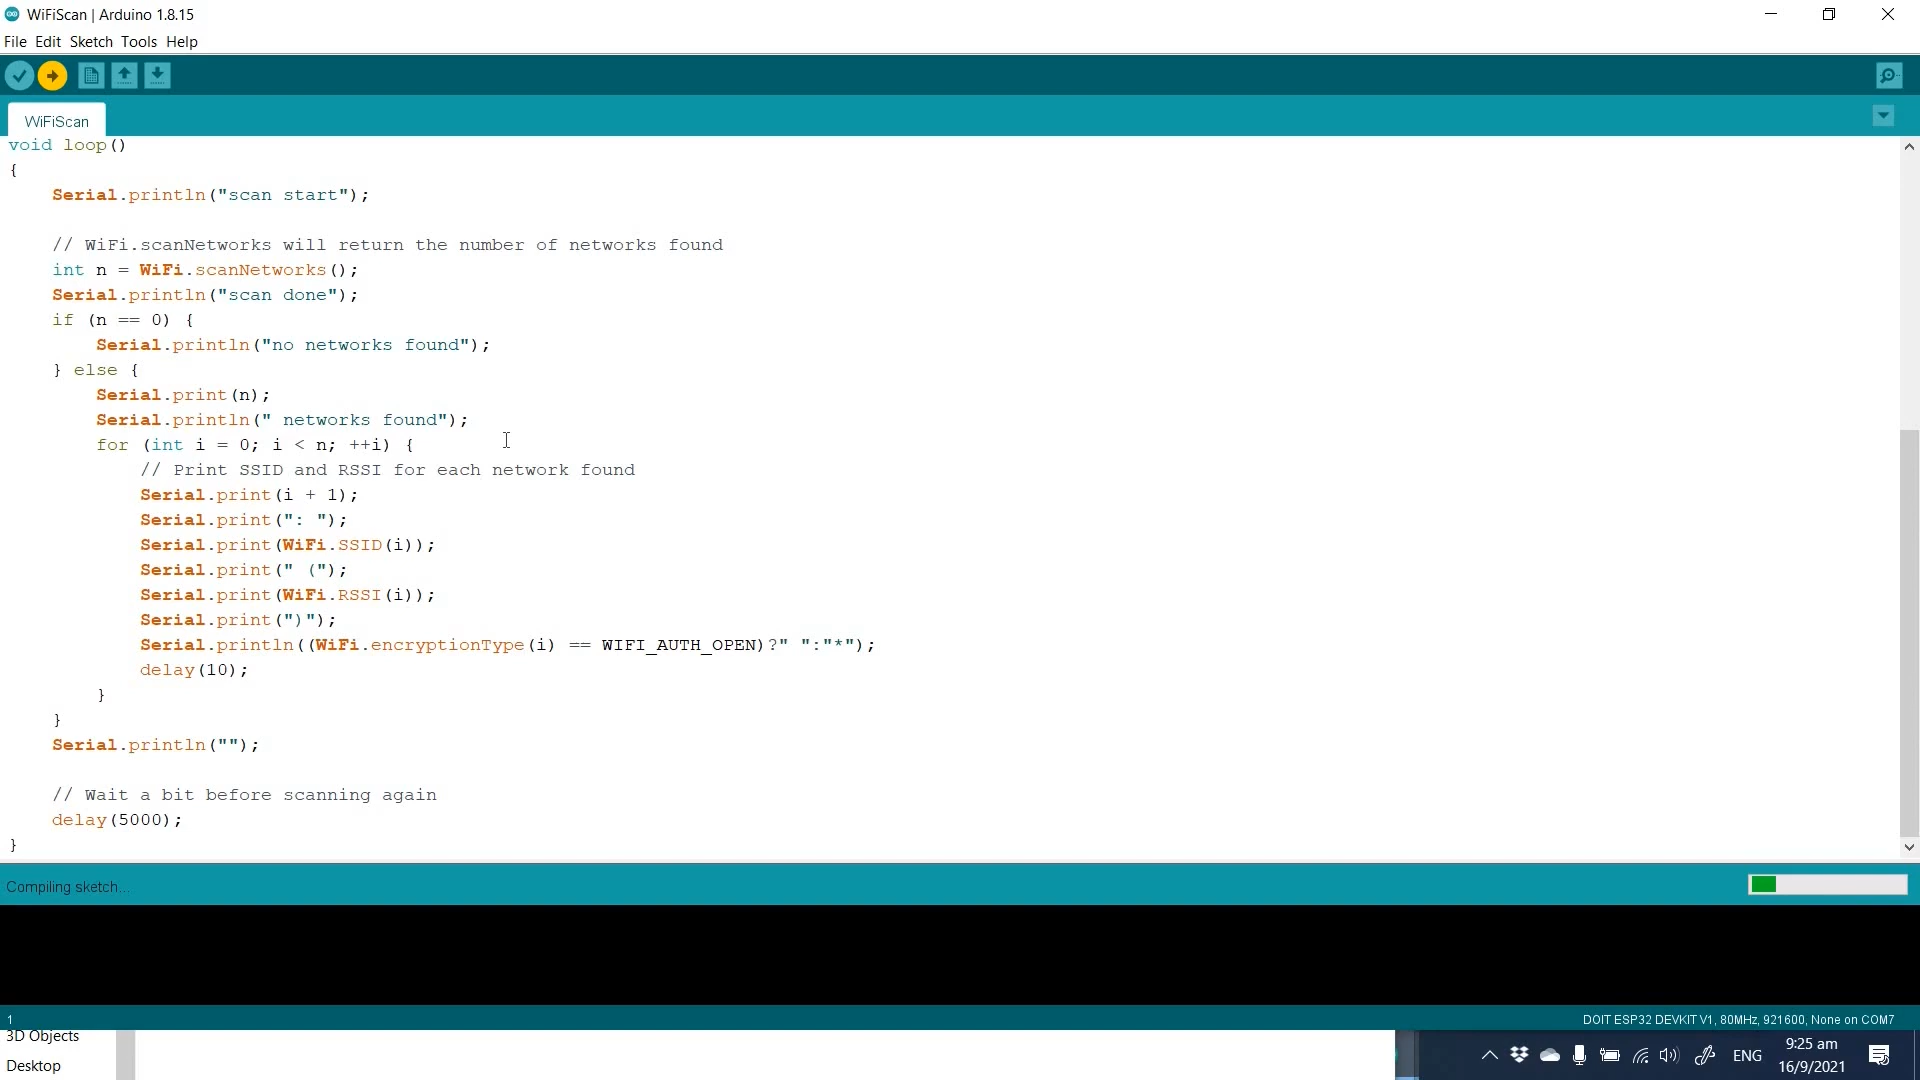 WiFiScan | Arduino 1.8.15
File Edit Sketch Tools Help
WiFiScan
void loop()
{
    Serial.println("scan start");

    // WiFi.scanNetworks will return the number of networks found
    int n = WiFi.scanNetworks();
    Serial.println("scan done");
    if (n == 0) {
        Serial.println("no networks found");
    } else {
        Serial.print(n);
        Serial.println(" networks found");
        for (int i = 0; i < n; ++i) {
            // Print SSID and RSSI for each network found
            Serial.print(i + 1);
            Serial.print(": ");
            Serial.print(WiFi.SSID(i));
            Serial.print(" (");
            Serial.print(WiFi.RSSI(i));
            Serial.print(")");
            Serial.println((WiFi.encryptionType(i) == WIFI_AUTH_OPEN)?" ":"*");
            delay(10);
        }
    }
    Serial.println("");

    // Wait a bit before scanning again
    delay(5000);
}
Compiling sketch...
1
DOIT ESP32 DEVKIT V1, 80MHz, 921600, None on COM7
3D Objects
Desktop
ENG
9:25 am
16/9/2021